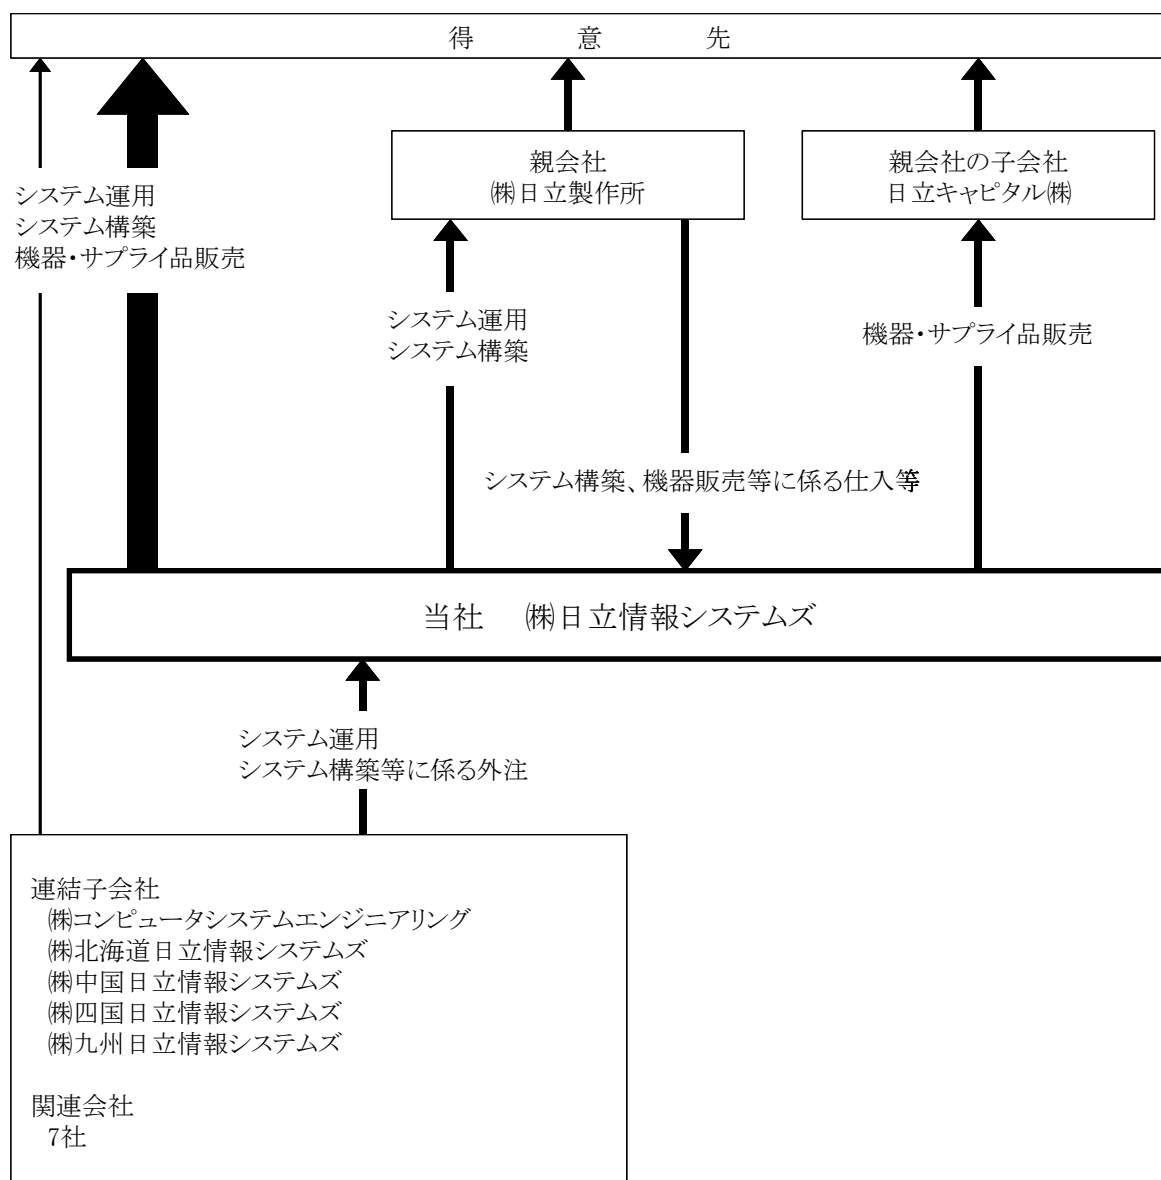 得意先
親会社
㈱日立製作所
親会社の子会社
日立キャピタル㈱
システム運用
システム構築
機器・サプライ品販売
システム運用
システム構築
機器・サプライ品販売
システム構築、機器販売等に係る仕入等
当社 ㈱日立情報システムズ
システム運用
システム構築等に係る外注
連結子会社
㈱コンピュータシステムエンジニアリング
㈱北海道日立情報システムズ
㈱中国日立情報システムズ
㈱四国日立情報システムズ
㈱九州日立情報システムズ
関連会社
7社